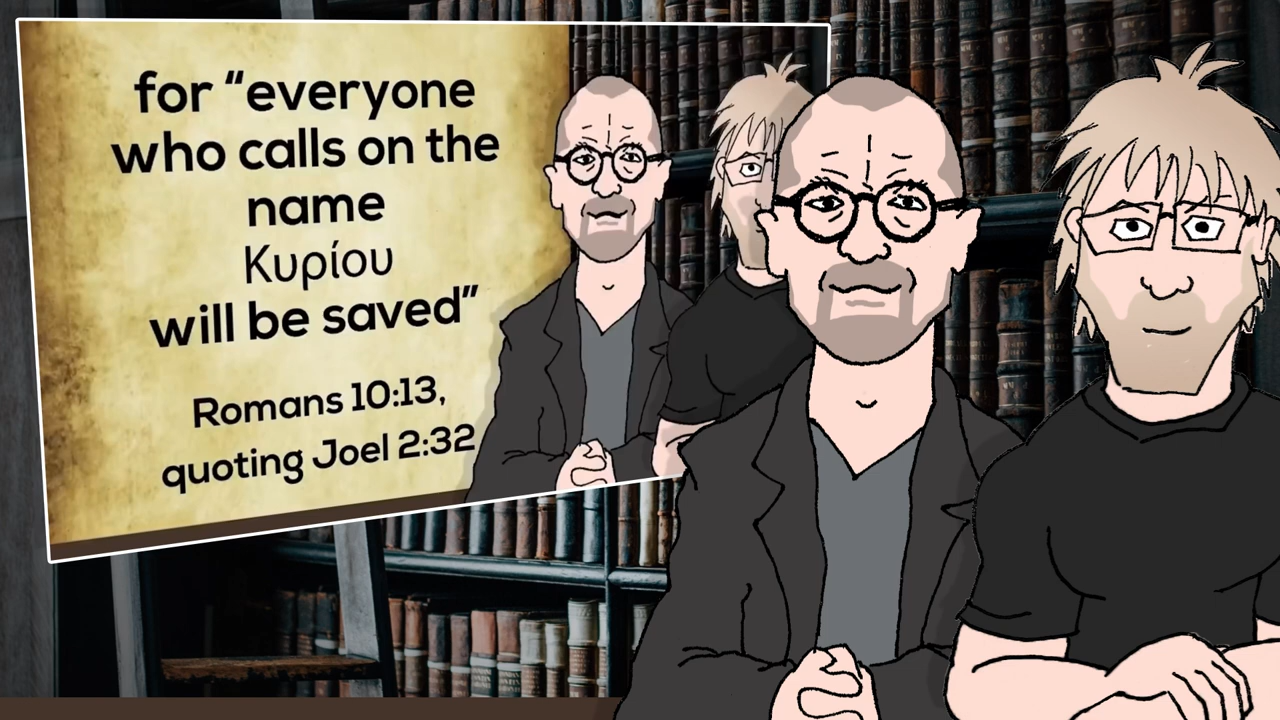 for “everyone
who calls on the
name
Κυρίου
will be saved”
Romans 10:13,
quoting Joel 2:32